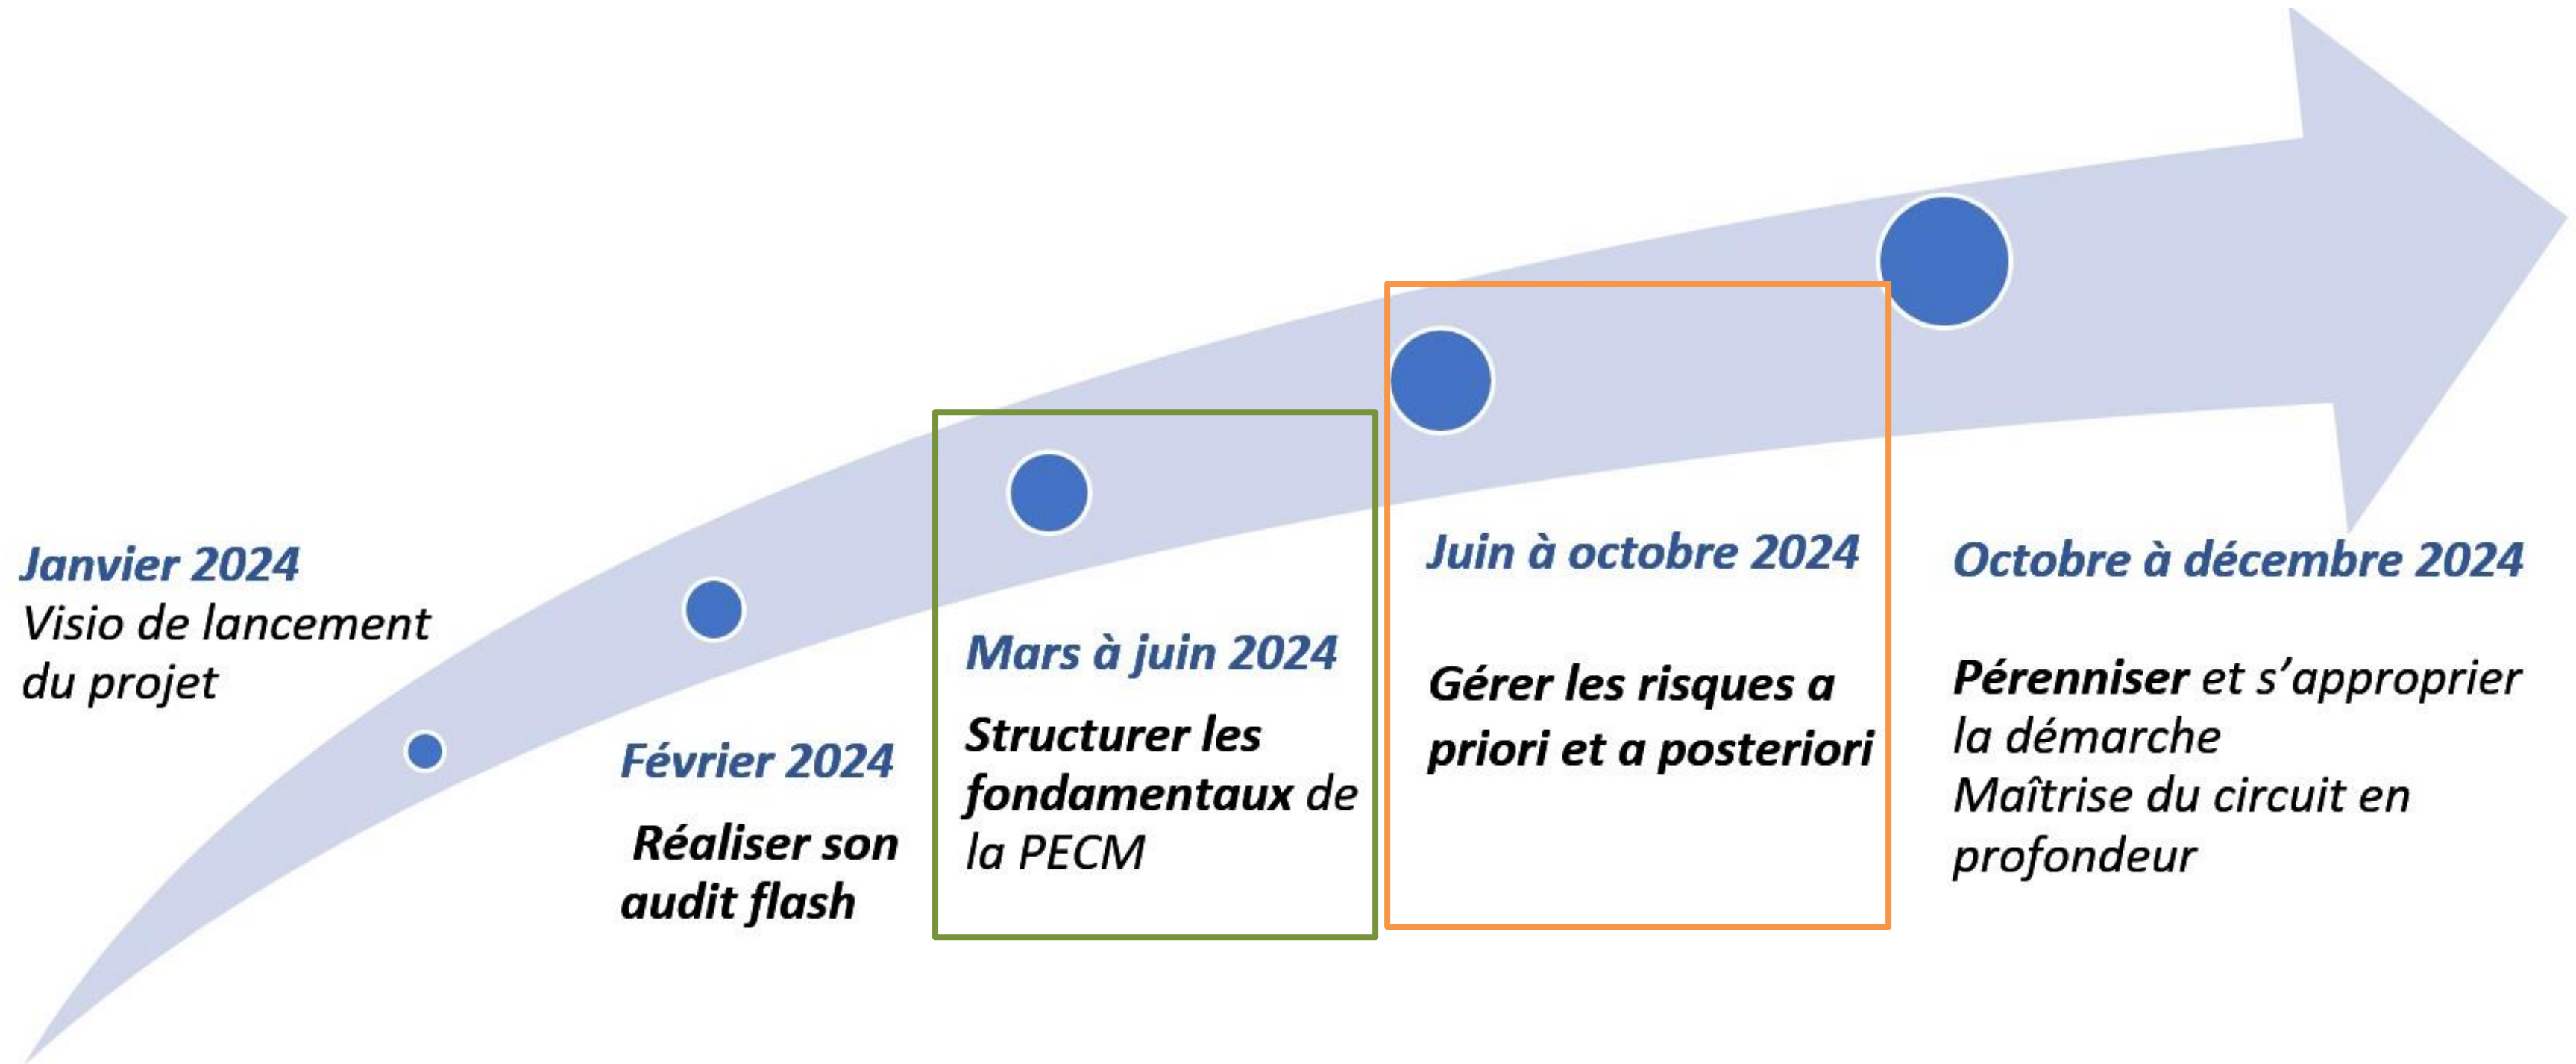 Janvier 2024
Visio de lancement
du projet
Février 2024
Réaliser son
audit flash
Mars à juin 2024
Structurer les
fondamentaux de
la PECM
Juin à octobre 2024
Gérer les risques a
priori et a posteriori
Octobre à décembre 2024
Pérenniser et s’approprier
la démarche
Maîtrise du circuit en
profondeur